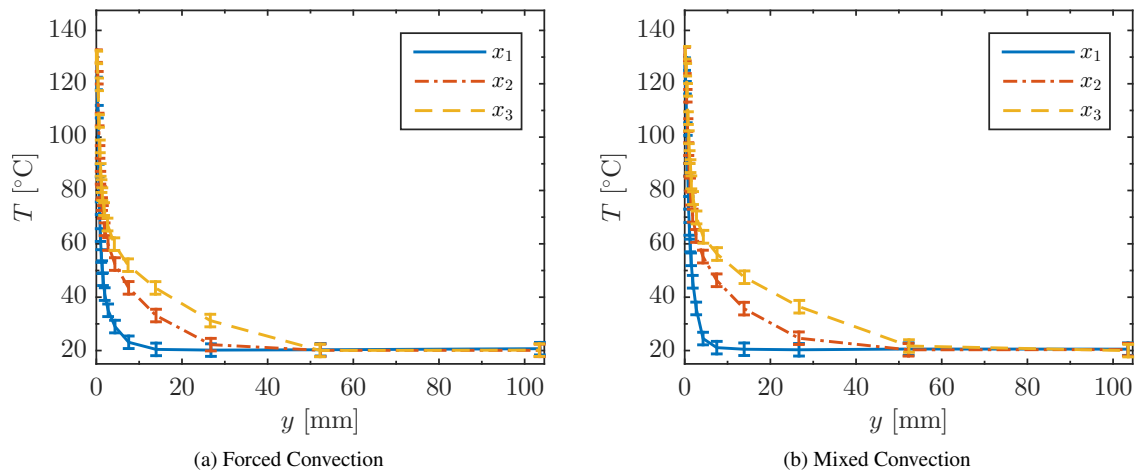 140
120
100
80
60
40
20
T [°C]
0 20 40 60 80 100
y [mm]
x₁
x₂
x₃
(a) Forced Convection
140
120
100
80
60
40
20
T [°C]
0 20 40 60 80 100
y [mm]
x₁
x₂
x₃
(b) Mixed Convection